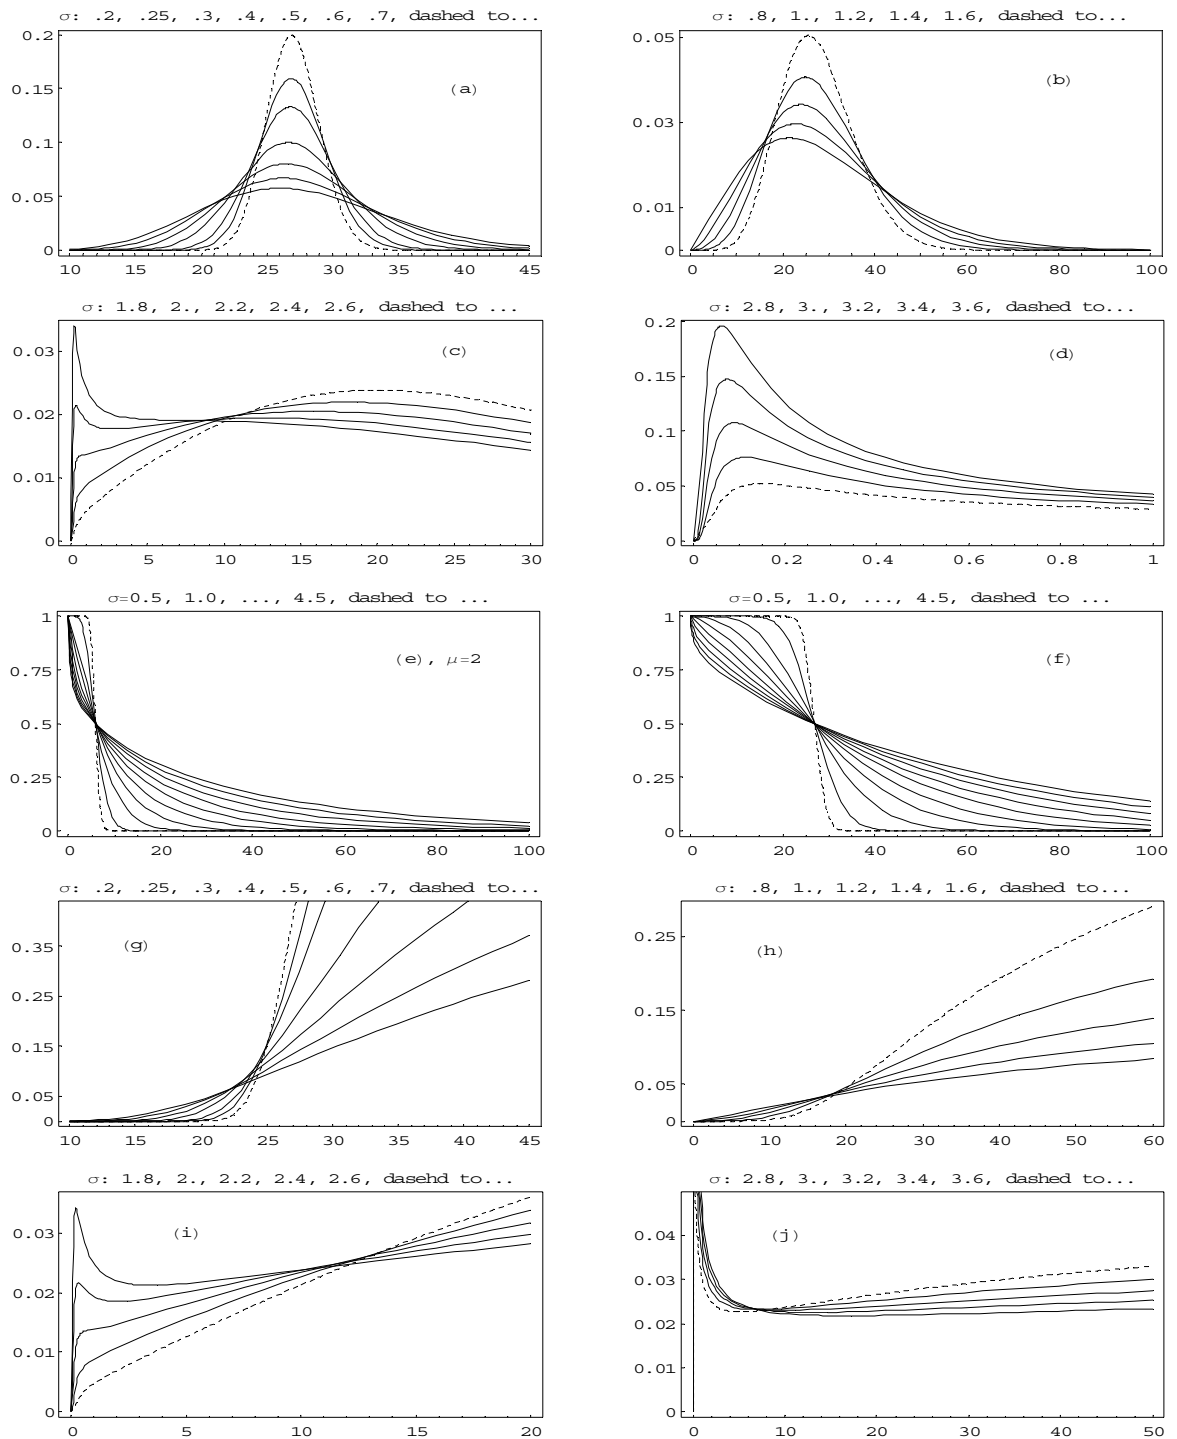 σ: .2, .25, .3, .4, .5, .6, .7, dashed to...
0.2
0.15
0.1
0.05
0
(a)
10 15 20 25 30 35 40 45
σ: .8, 1., 1.2, 1.4, 1.6, dashed to...
0.05
0.03
0.01
0
(b)
0 20 40 60 80 100
σ: 1.8, 2., 2.2, 2.4, 2.6, dashed to ...
0.03
0.02
0.01
0
(c)
0 5 10 15 20 25 30
σ: 2.8, 3., 3.2, 3.4, 3.6, dashed to...
0.2
0.15
0.1
0.05
0
(d)
0 0.2 0.4 0.6 0.8 1
σ=0.5, 1.0, ..., 4.5, dashed to ...
1
0.75
0.5
0.25
0
(e), μ=2
0 20 40 60 80 100
σ=0.5, 1.0, ..., 4.5, dashed to ...
1
0.75
0.5
0.25
0
(f)
0 20 40 60 80 100
σ: .2, .25, .3, .4, .5, .6, .7, dashed to...
0.35
0.25
0.15
0.05
0
(g)
10 15 20 25 30 35 40 45
σ: .8, 1., 1.2, 1.4, 1.6, dashed to...
0.25
0.15
0.05
0
(h)
0 10 20 30 40 50 60
σ: 1.8, 2., 2.2, 2.4, 2.6, dasehd to...
0.03
0.02
0.01
0
(i)
0 5 10 15 20
σ: 2.8, 3., 3.2, 3.4, 3.6, dashed to...
0.04
0.03
0.02
0.01
0
(j)
0 10 20 30 40 50